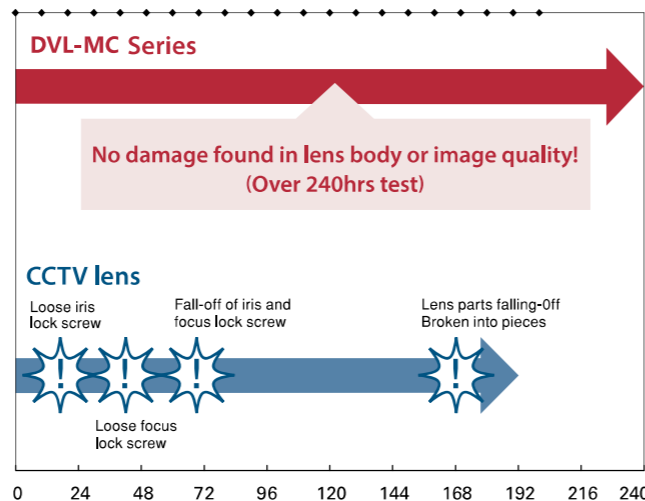 DVL-MC Series
No damage found in lens body or image quality!
(Over 240hrs test)
CCTV lens
Loose iris
lock screw
Fall-off of iris and
focus lock screw
Lens parts falling-0ff
Broken into pieces
! ! ! !
Loose focus
lock screw
0 24 48 72 96 120 144 168 192 216 240